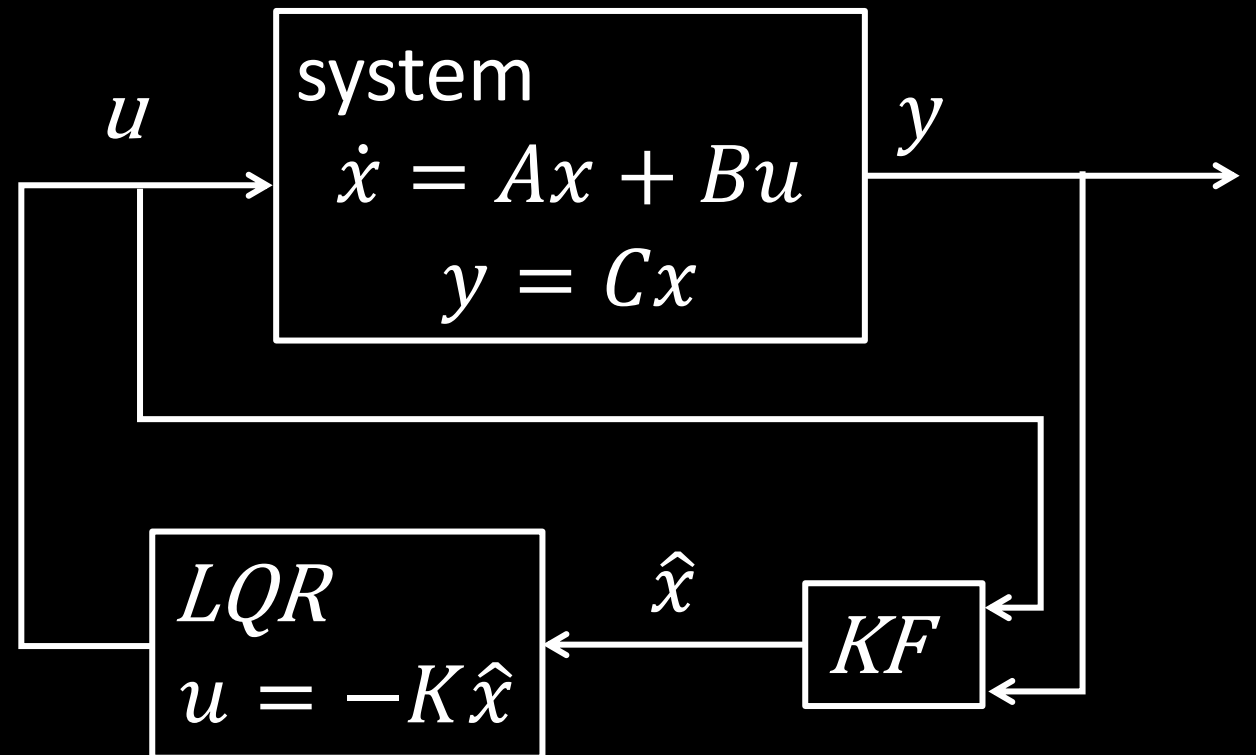 system
u
y
ẋ = Ax + Bu
y = Cx
LQR
x̂
KF
u = −Kx̂